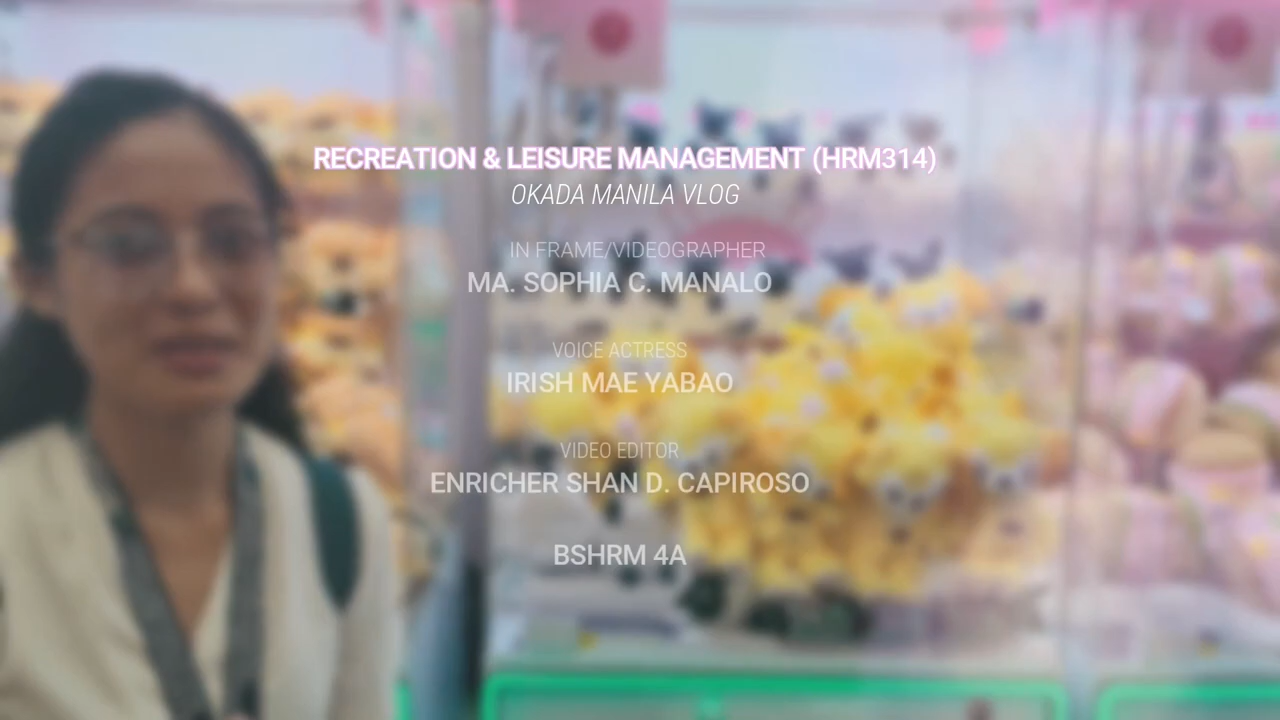 RECREATION & LEISURE MANAGEMENT (HRM314)
OKADA MANILA VLOG
IN FRAME/VIDEOGRAPHER
MA. SOPHIA C. MANALO
VOICE ACTRESS
IRISH MAE YABAO
VIDEO EDITOR
ENRICHER SHAN D. CAPIROSO
BSHRM 4A